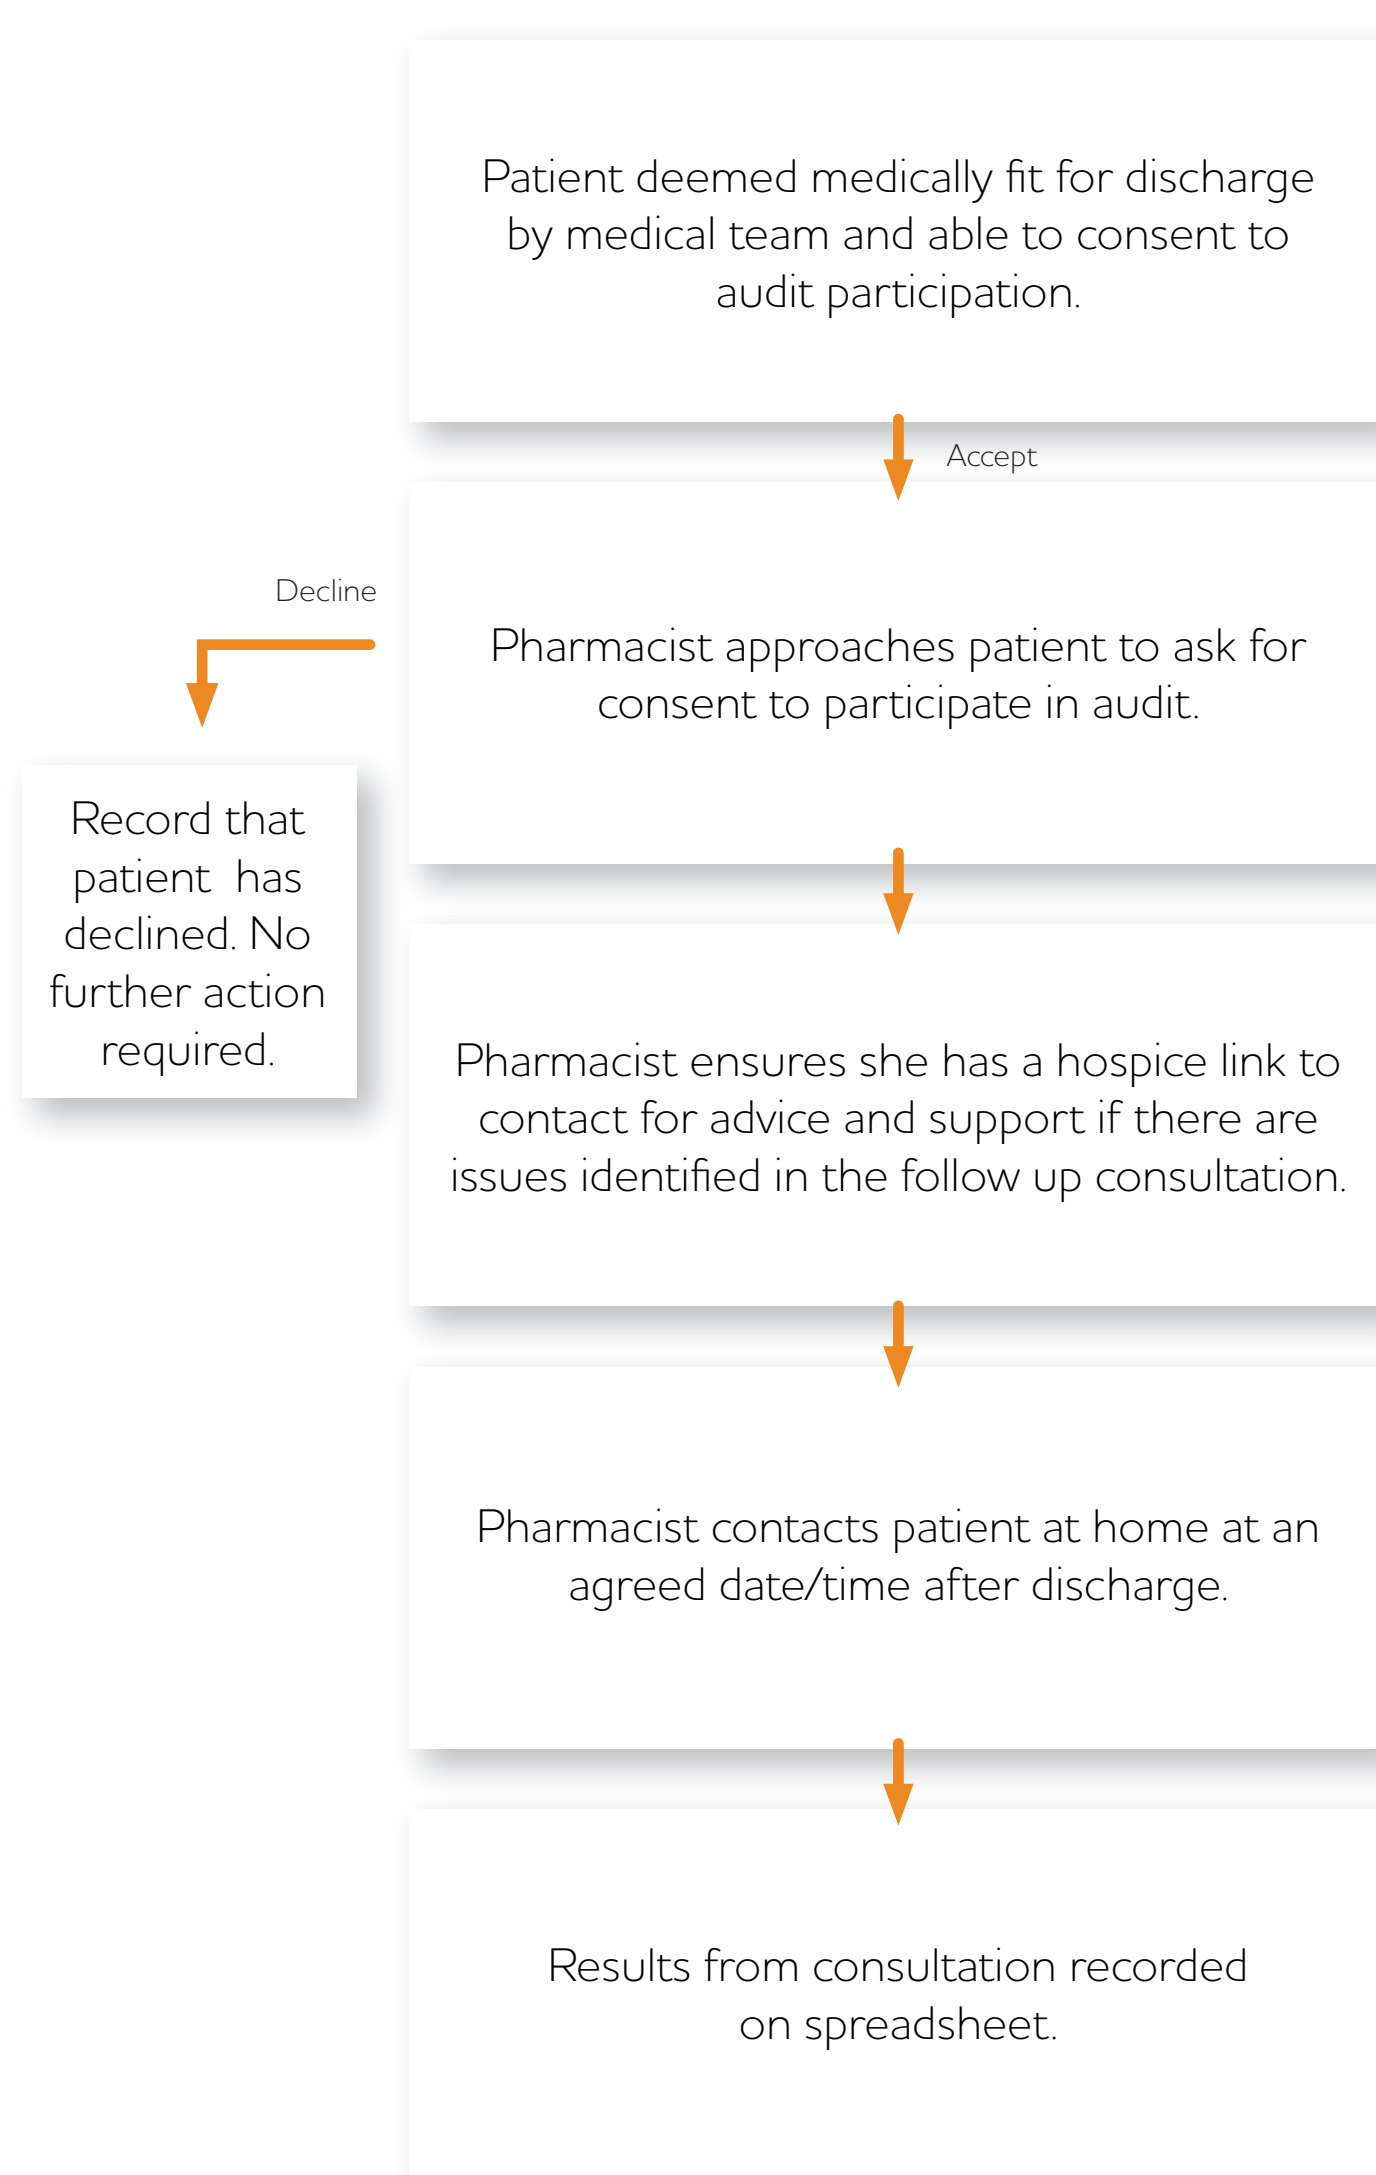 Patient deemed medically fit for discharge
by medical team and able to consent to
audit participation.
Accept
Decline
Pharmacist approaches patient to ask for
consent to participate in audit.
Record that
patient  has
declined. No
further action
required.
Pharmacist ensures she has a hospice link to
contact for advice and support if there are
issues identified in the follow up consultation.
Pharmacist contacts patient at home at an
agreed date/time after discharge.
Results from consultation recorded
on spreadsheet.